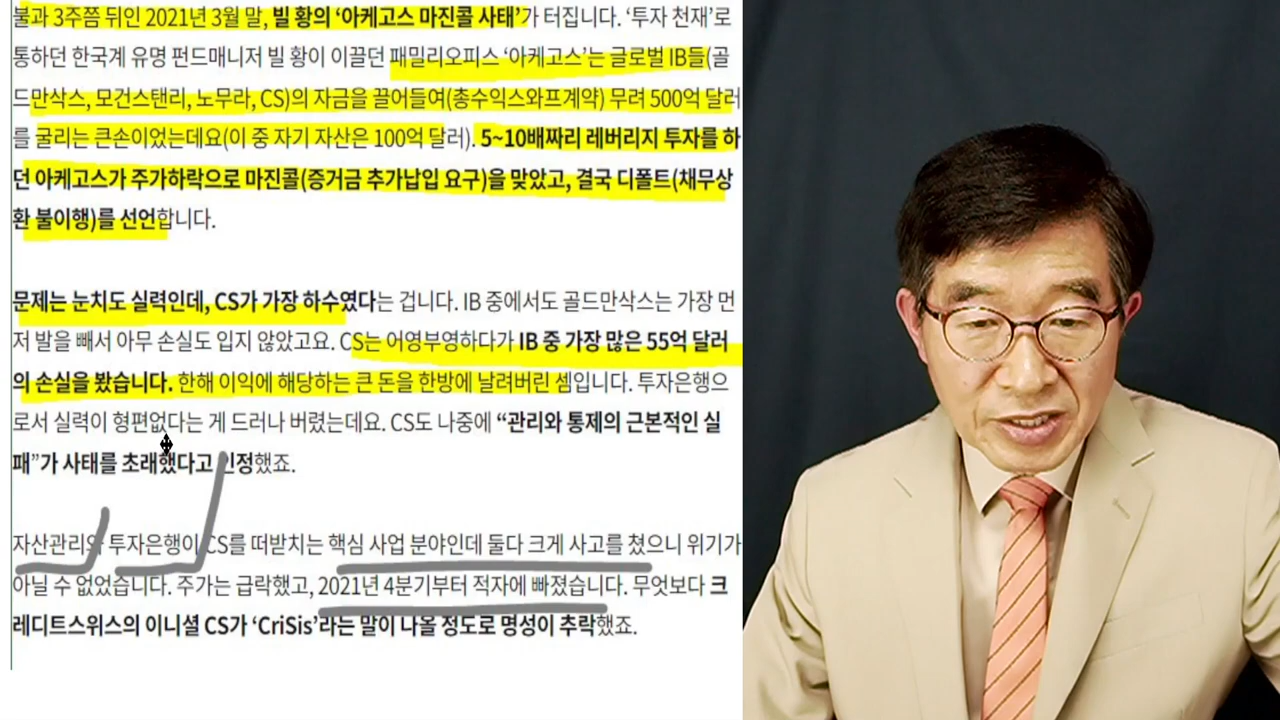 불과 3주쯤 뒤인 2021년 3월 말, 빌 황의 ‘아케고스 마진콜 사태’가 터집니다. ‘투자 천재’로
통하던 한국계 유명 펀드매니저 빌 황이 이끌던 패밀리오피스 ‘아케고스’는 글로벌 IB들(골
드만삭스, 모건스탠리, 노무라, CS)의 자금을 끌어들여(총수익스와프계약) 무려 500억 달러
를 굴리는 큰손이었는데요(이 중 자기 자산은 100억 달러). 5~10배짜리 레버리지 투자를 하
던 아케고스가 주가하락으로 마진콜(증거금 추가납입 요구)을 맞았고, 결국 디폴트(채무상
환 불이행)를 선언합니다.
문제는 눈치도 실력인데, CS가 가장 하수였다는 겁니다. IB 중에서도 골드만삭스는 가장 먼
저 발을 빼서 아무 손실도 입지 않았고요. CS는 어영부영하다가 IB 중 가장 많은 55억 달러
의 손실을 봤습니다. 한해 이익에 해당하는 큰 돈을 한방에 날려버린 셈입니다. 투자은행으
로서 실력이 형편없다는 게 드러나 버렸는데요. CS도 나중에 “관리와 통제의 근본적인 실
패”가 사태를 초래했다고 인정했죠.
자산관리와 투자은행이 CS를 떠받치는 핵심 사업 분야인데 둘다 크게 사고를 쳤으니 위기가
아닐 수 없었습니다. 주가는 급락했고, 2021년 4분기부터 적자에 빠졌습니다. 무엇보다 크
레디트스위스의 이니셜 CS가 ‘CriSis’라는 말이 나올 정도로 명성이 추락했죠.